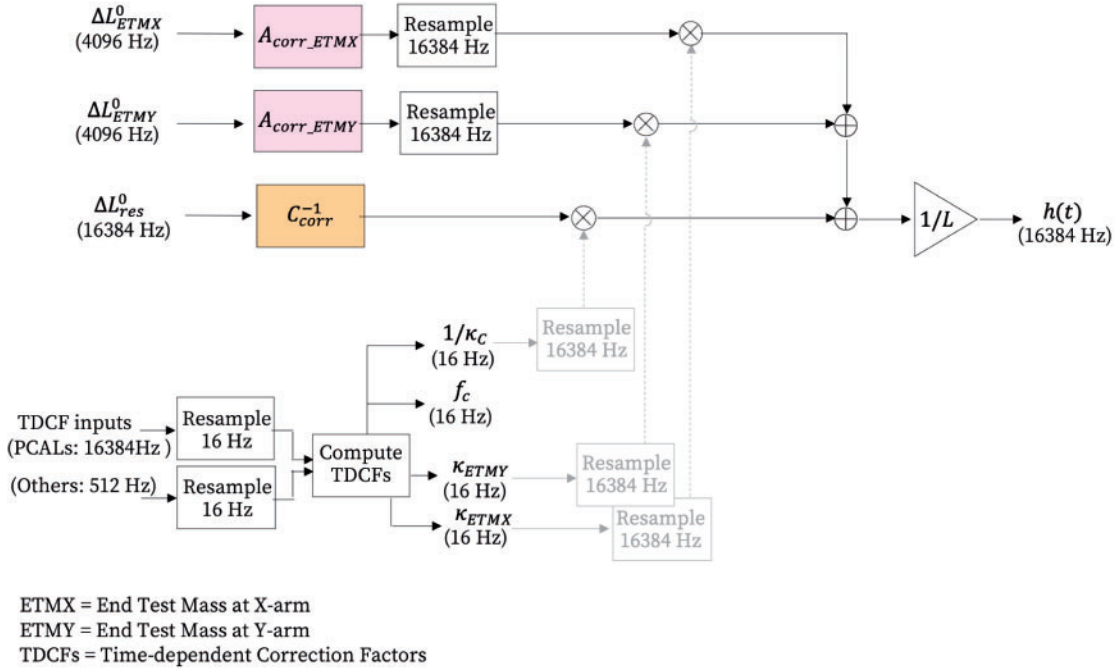 ΔL⁰_ETMX
(4096 Hz)
A_corr_ETMX
Resample
16384 Hz
ΔL⁰_ETMY
(4096 Hz)
A_corr_ETMY
Resample
16384 Hz
ΔL⁰_res
(16384 Hz)
C⁻¹_corr
1/L
h(t)
(16384 Hz)
1/κ_C
(16 Hz)
Resample
16384 Hz
f_c
(16 Hz)
TDCF inputs
(PCALs: 16384Hz )
(Others: 512 Hz)
Resample
16 Hz
Resample
16 Hz
Compute
TDCFs
κ_ETMY
(16 Hz)
Resample
16384 Hz
κ_ETMX
(16 Hz)
Resample
16384 Hz
ETMX = End Test Mass at X-arm
ETMY = End Test Mass at Y-arm
TDCFs = Time-dependent Correction Factors